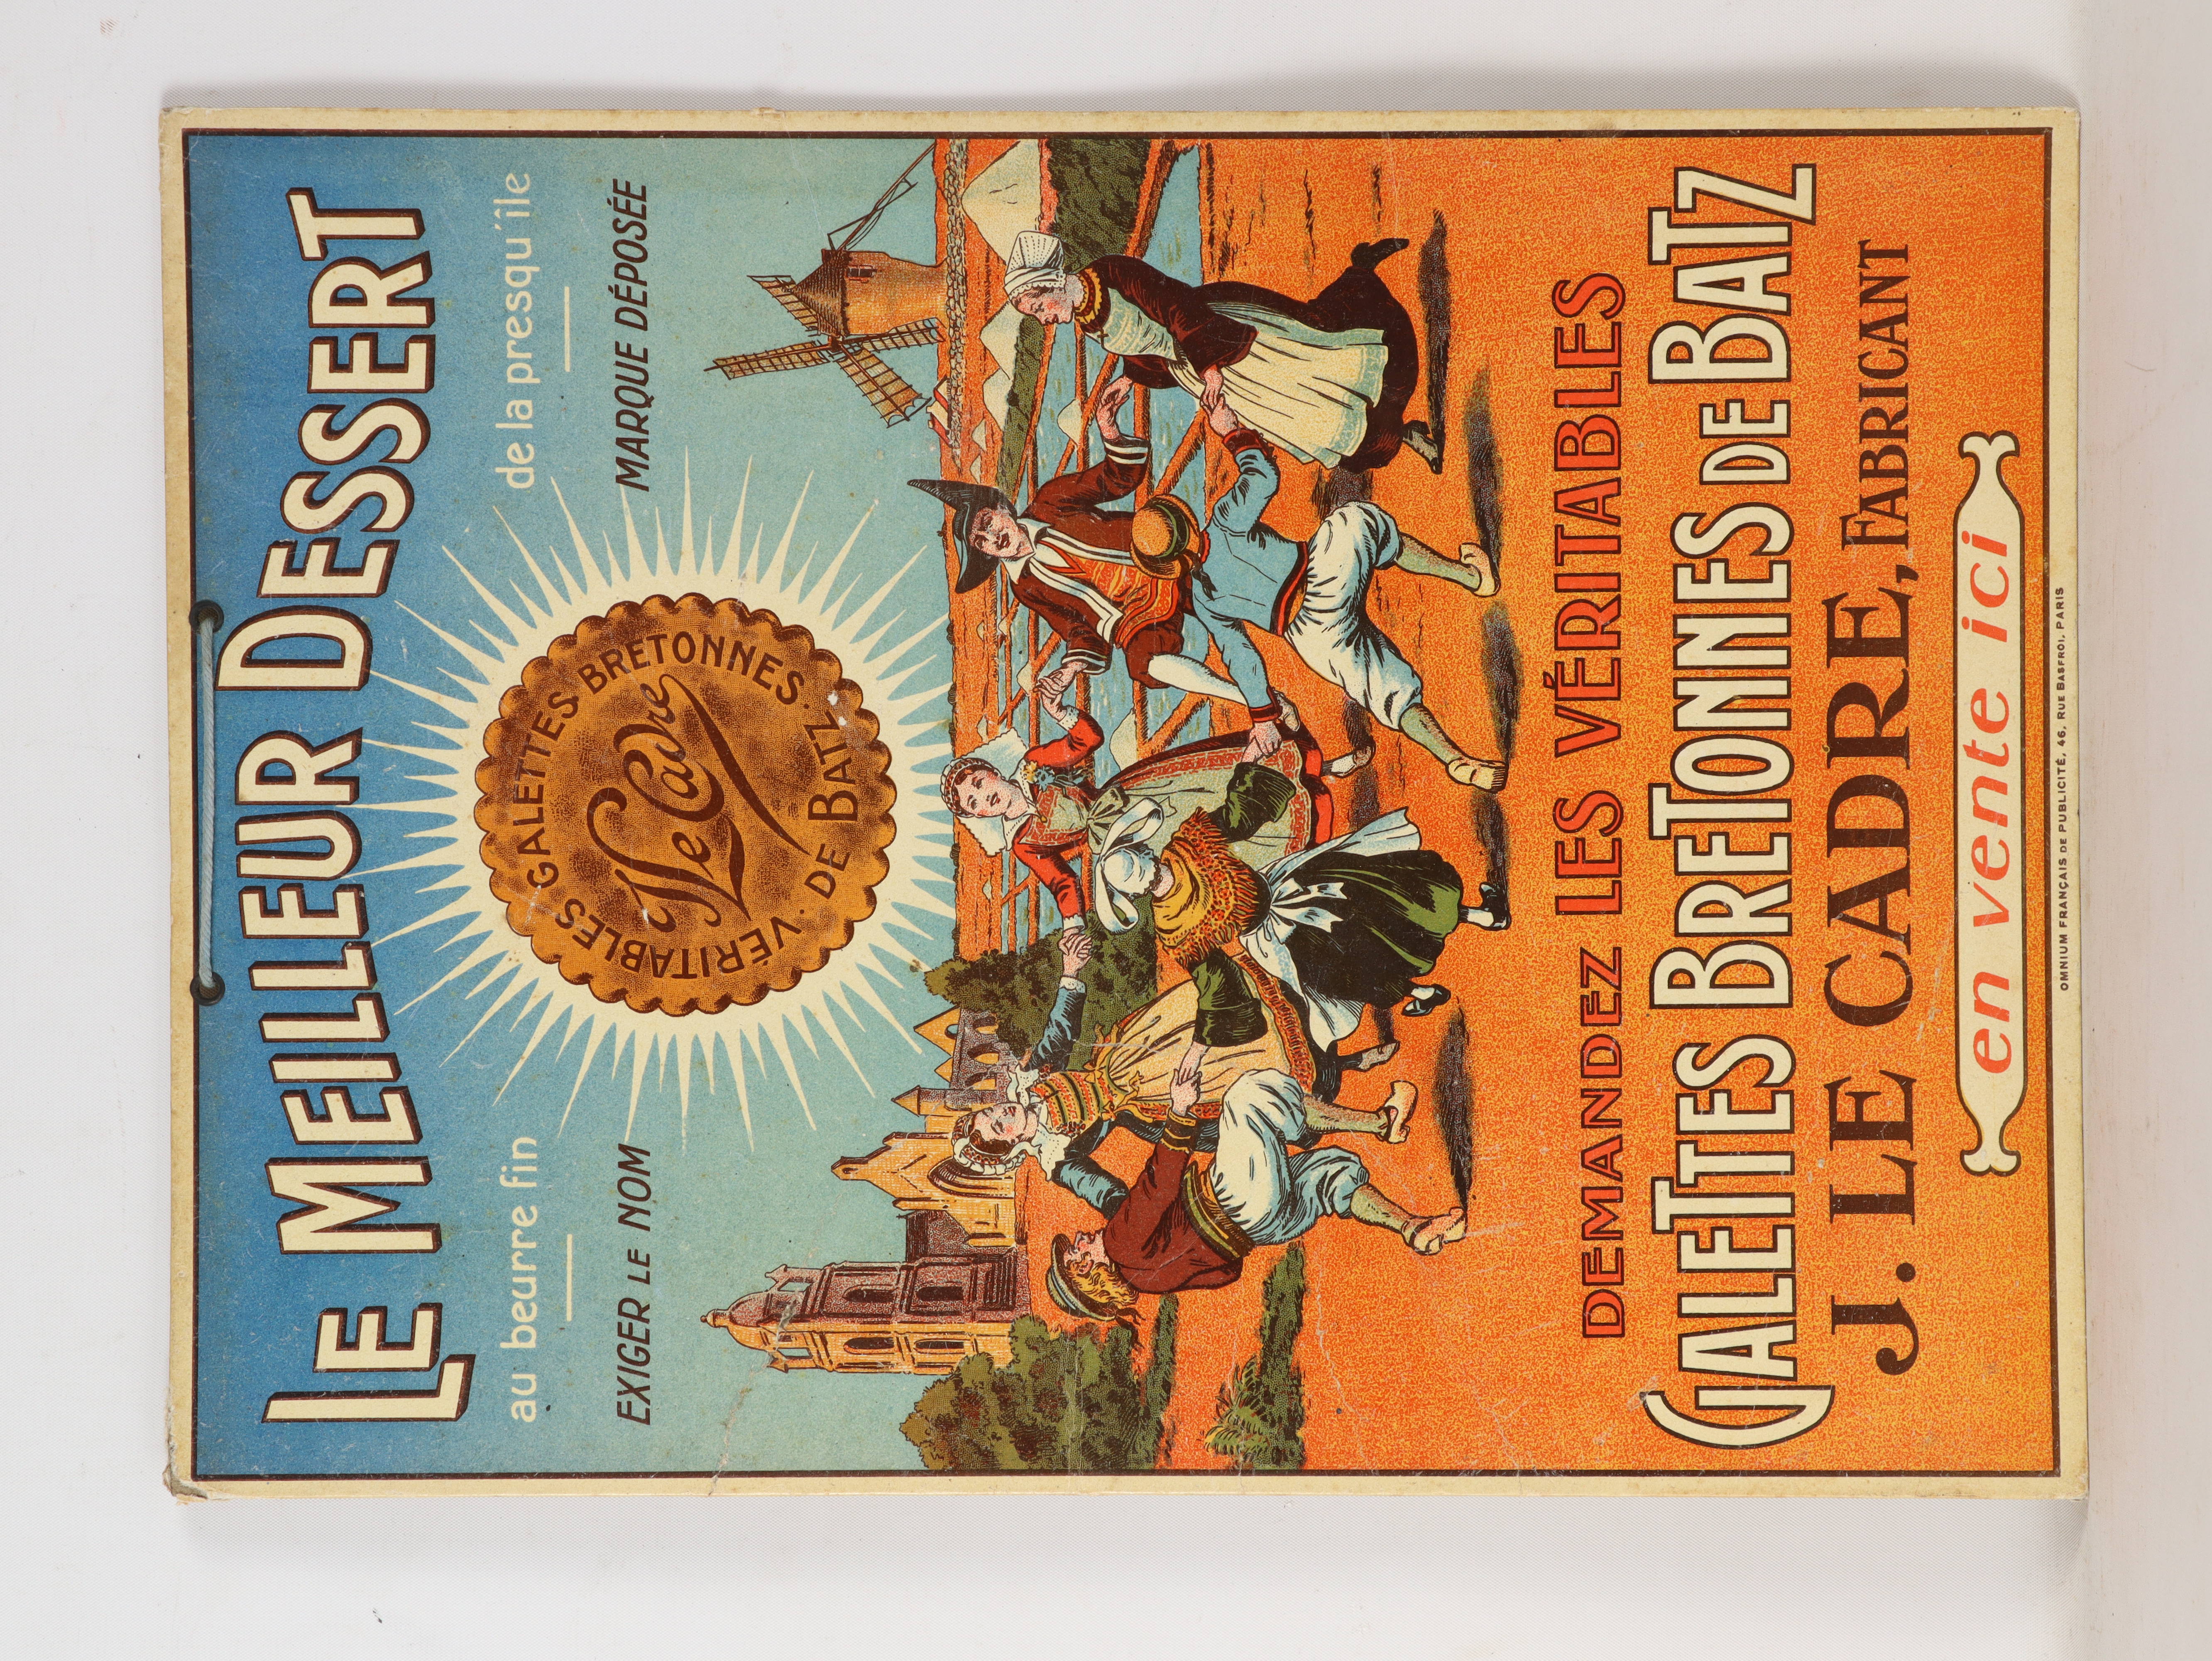 LE MEILLEUR DESSERT
au beurre fin
de la presqu'île
EXIGER LE NOM
MARQUE DÉPOSÉE
VÉRITABLES GALETTES BRETONNES
Le Cadre
V. DE BATZ.
DEMANDEZ LES VÉRITABLES
GALETTES BRETONNES DE BATZ
J. LE CADRE, FABRICANT
en vente ici
OMNIUM FRANÇAIS DE PUBLICITÉ, 46, RUE BASFROI, PARIS